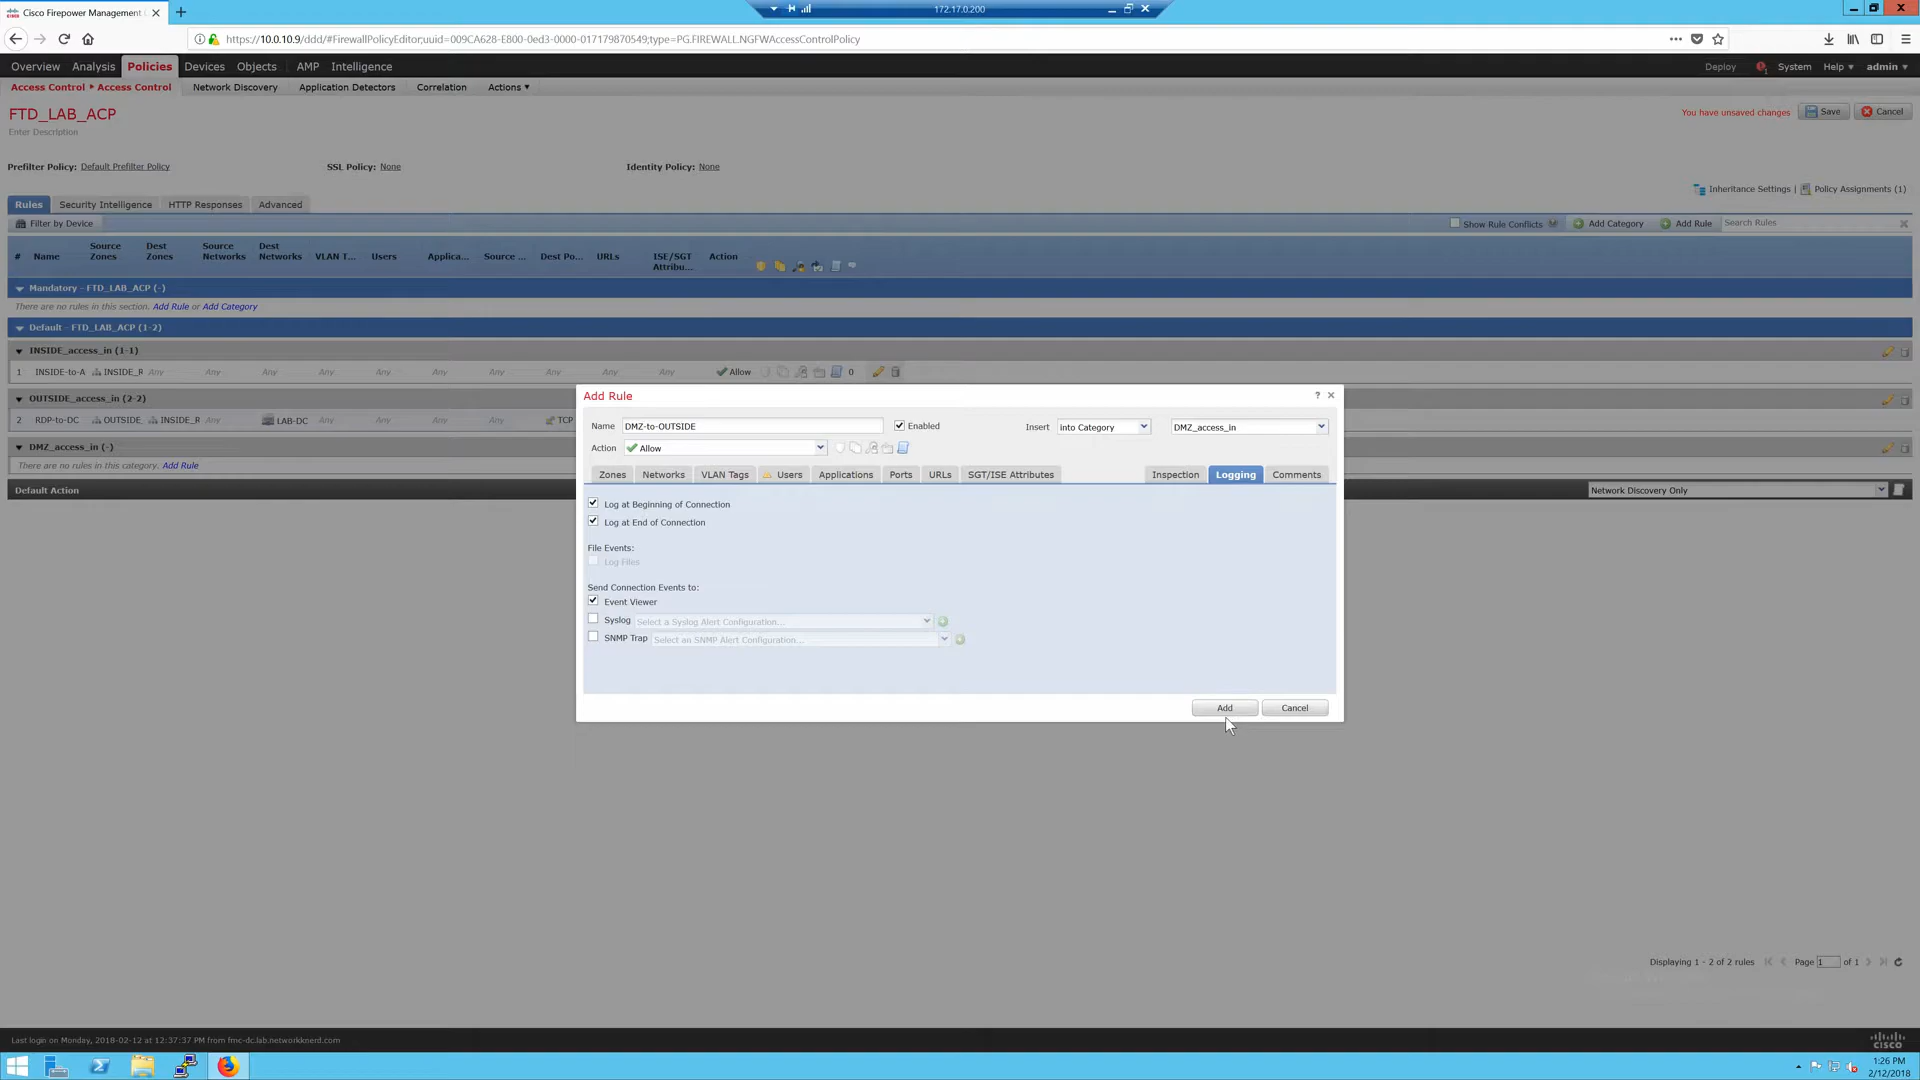 Cisco Firepower Management
172.17.0.200
https://10.0.10.9/ddd/#FirewallPolicyEditor;uuid=009CA628-E800-0ed3-0000-017179870549;type=PG.FIREWALL.NGFWAccessControlPolicy
Overview Analysis Policies Devices Objects AMP Intelligence Deploy System Help admin
Access Control Access Control Network Discovery Application Detectors Correlation Actions
FTD_LAB_ACP
You have unsaved changes Save Cancel
Enter Description
Prefilter Policy: Default Prefilter Policy SSL Policy: None Identity Policy: None
Inheritance Settings | Policy Assignments (1)
Rules Security Intelligence HTTP Responses Advanced
Filter by Device Show Rule Conflicts Add Category Add Rule Search Rules
# Name Source Zones Dest Zones Source Networks Dest Networks VLAN T... Users Applica... Source ... Dest Po... URLs ISE/SGT Attribu... Action
Mandatory - FTD_LAB_ACP (-)
There are no rules in this section. Add Rule or Add Category
Default - FTD_LAB_ACP (1-2)
INSIDE_access_in (1-1)
1 INSIDE-to-A INSIDE_R Any Any Any Any Any Any Any Any Any Any Allow 0
OUTSIDE_access_in (2-2)
2 RDP-to-DC OUTSIDE INSIDE_R Any LAB-DC Any Any Any Any TCP
DMZ_access_in (-)
There are no rules in this category. Add Rule
Default Action Network Discovery Only
Add Rule ?
Name DMZ-to-OUTSIDE Enabled Insert into Category DMZ_access_in
Action Allow
Zones Networks VLAN Tags Users Applications Ports URLs SGT/ISE Attributes Inspection Logging Comments
Log at Beginning of Connection
Log at End of Connection
File Events:
Log Files
Send Connection Events to:
Event Viewer
Syslog Select a Syslog Alert Configuration...
SNMP Trap Select an SNMP Alert Configuration...
Add Cancel
Displaying 1 - 2 of 2 rules Page 1 of 1
Last login on Monday, 2018-02-12 at 12:37:37 PM from fmc-dc.lab.networkknerd.com
cisco
1:26 PM
2/12/2018